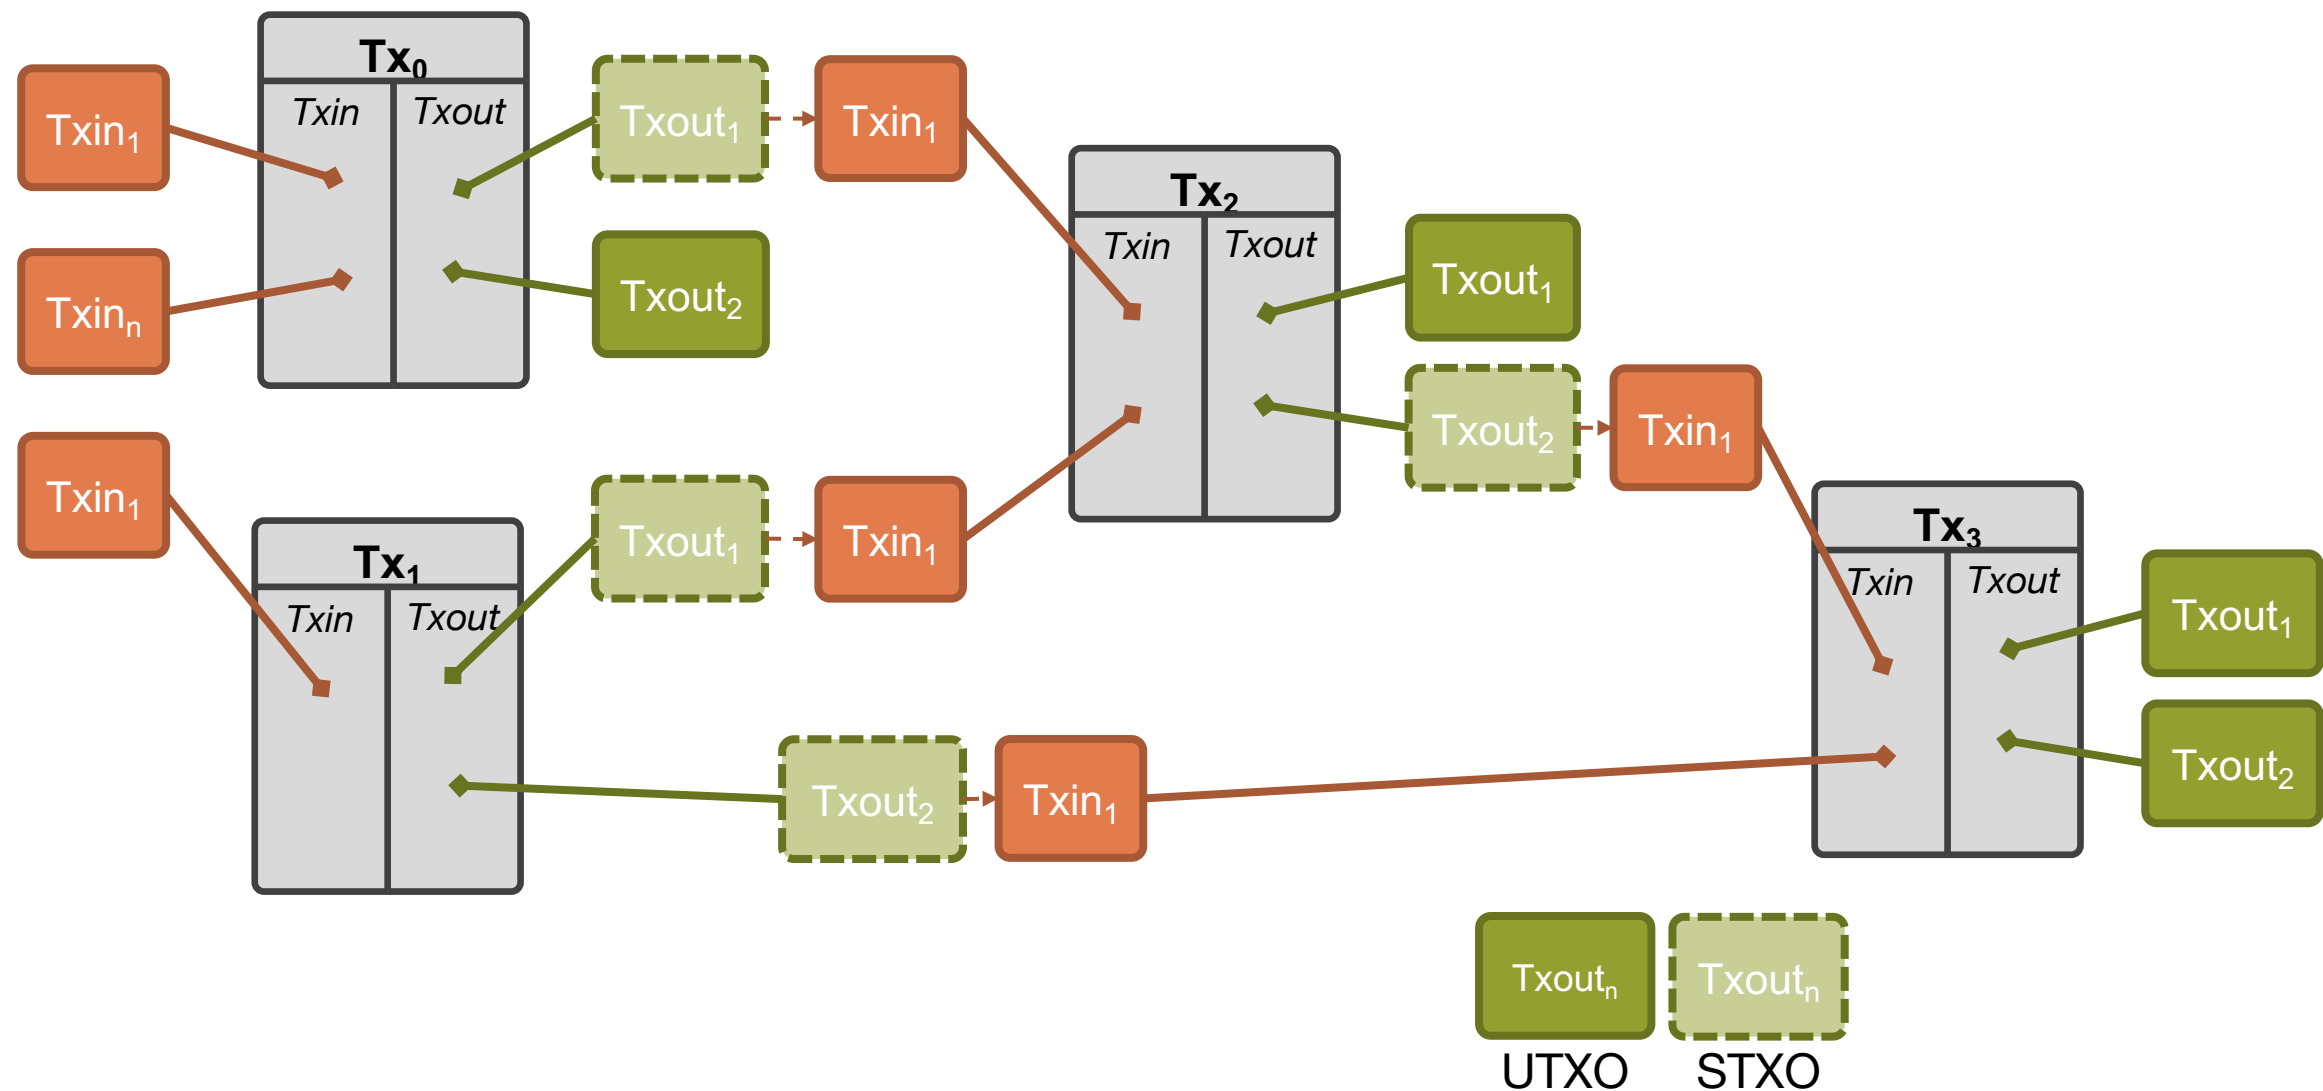 Tx₀
Txin Txout
Txin₁
Txinₙ
Txout₁
Txin₁
Txout₂
Txin₁
Tx₁
Txin Txout
Txout₁
Txin₁
Txout₂
Txin₁
Tx₂
Txin Txout
Txout₁
Txout₂
Txin₁
Tx₃
Txin Txout
Txout₁
Txout₂
Txoutₙ
UTXO
Txoutₙ
STXO